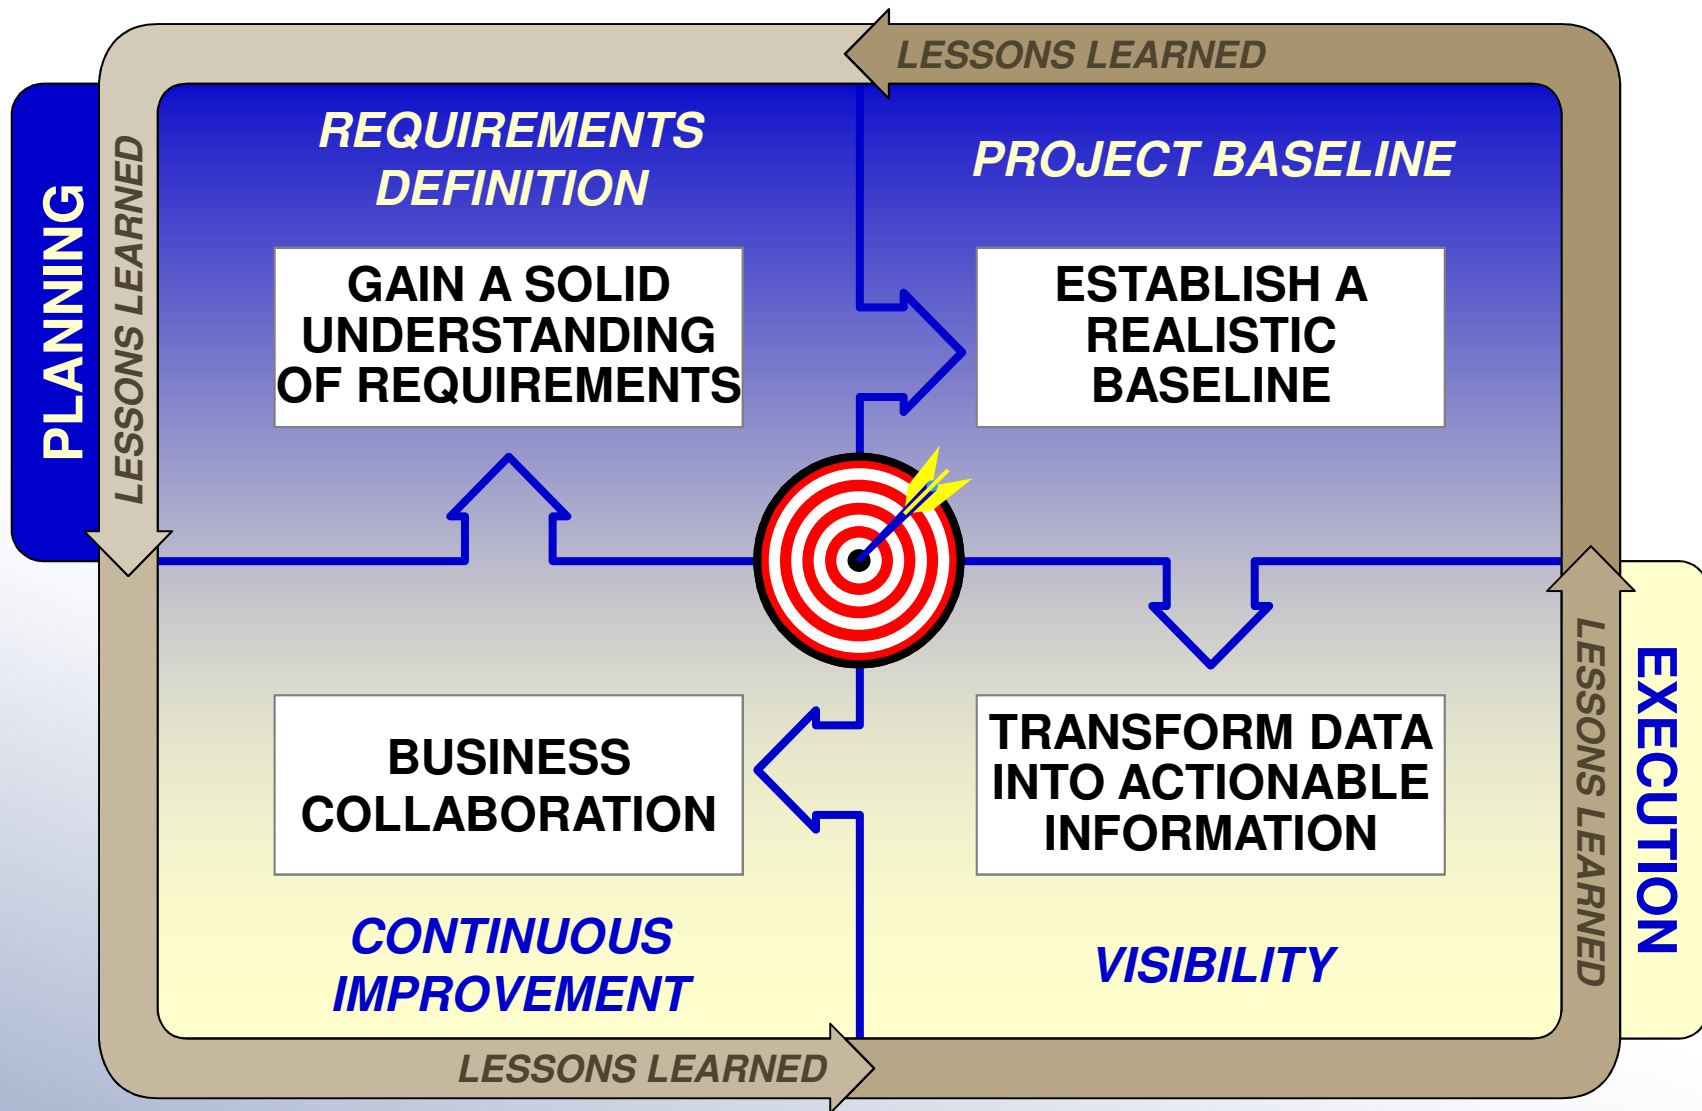 LESSONS LEARNED
PLANNING
LESSONS LEARNED
REQUIREMENTS
DEFINITION
GAIN A SOLID
UNDERSTANDING
OF REQUIREMENTS
PROJECT BASELINE
ESTABLISH A
REALISTIC
BASELINE
BUSINESS
COLLABORATION
CONTINUOUS
IMPROVEMENT
TRANSFORM DATA
INTO ACTIONABLE
INFORMATION
VISIBILITY
LESSONS LEARNED
EXECUTION
LESSONS LEARNED